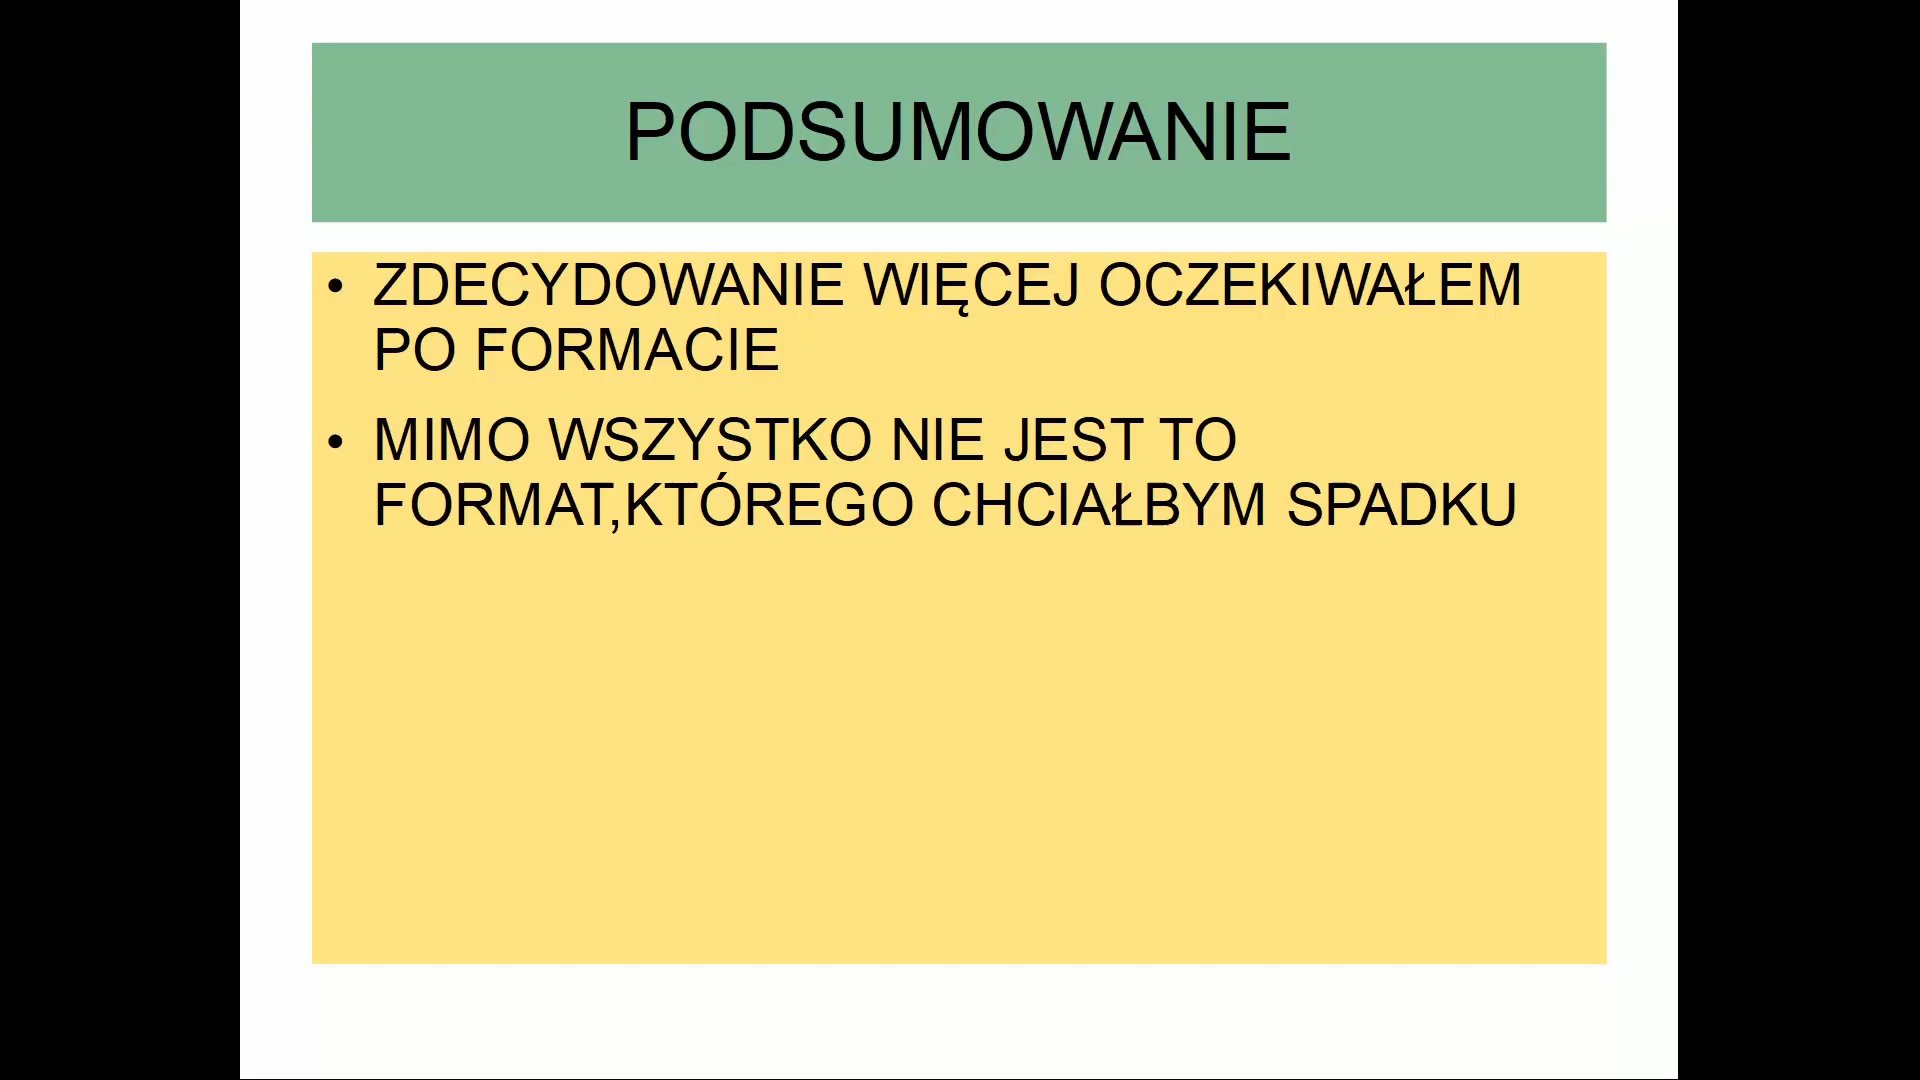 PODSUMOWANIE
• ZDECYDOWANIE WIĘCEJ OCZEKIWAŁEM
PO FORMACIE
• MIMO WSZYSTKO NIE JEST TO
FORMAT,KTÓREGO CHCIAŁBYM SPADKU